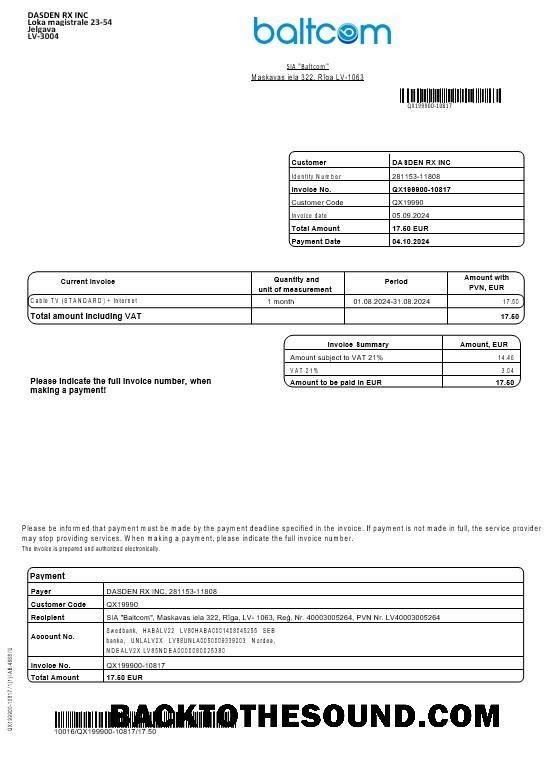 DASDEN RX INC
Loka magistrale 23-54
Jelgava
LV-3004
baltcom
SIA "Baltcom"
Maskavas iela 322, Rīga LV-1063
QX199900-10817
Customer DASDEN RX INC
Identity Number 281153-11808
Invoice No. QX199900-10817
Customer Code QX19990
Invoice date 05.09.2024
Total Amount 17.50 EUR
Payment Date 04.10.2024
Current Invoice Quantity and unit of measurement Period Amount with PVN, EUR
Cable TV (STANDARD) + Internet 1 month 01.08.2024-31.08.2024 17.50
Total amount including VAT 17.50
Invoice Summary Amount, EUR
Amount subject to VAT 21% 14.46
VAT 21% 3.04
Amount to be paid in EUR 17.50
Please indicate the full invoice number, when
making a payment!
Please be informed that payment must be made by the payment deadline specified in the invoice. If payment is not made in full, the service provider
may stop providing services. When making a payment, please indicate the full invoice number.
The invoice is prepared and authorized electronically.
Payment
Payer DASDEN RX INC, 281153-11808
Customer Code QX19990
Recipient SIA "Baltcom", Maskavas iela 322, Rīga, LV- 1063, Reģ. Nr. 40003005264, PVN Nr. LV40003005264
Account No. Swedbank, HABALV22 LV80HABA0001408045255 SEB
banka, UNLALV2X LV88UNLA0050009339203 Nordea,
NDEALV2X LV85NDEA0000080025380
Invoice No. QX199900-10817
Total Amount 17.50 EUR
BACKTOTHESOUND.COM
10016/QX199900-10817/17.50